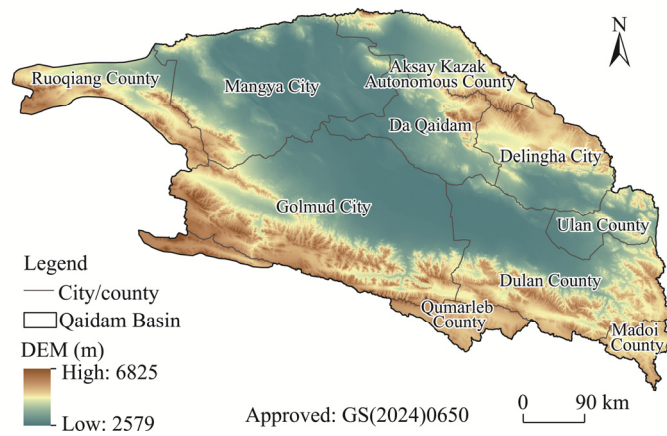 N
Ruoqiang County
Mangya City
Aksay Kazak
Autonomous County
Da Qaidam
Delingha City
Golmud City
Ulan County
Dulan County
Qumarleb
County
Madoi
County
Legend
City/county
Qaidam Basin
DEM (m)
High: 6825
Low: 2579
Approved: GS(2024)0650
0 90 km